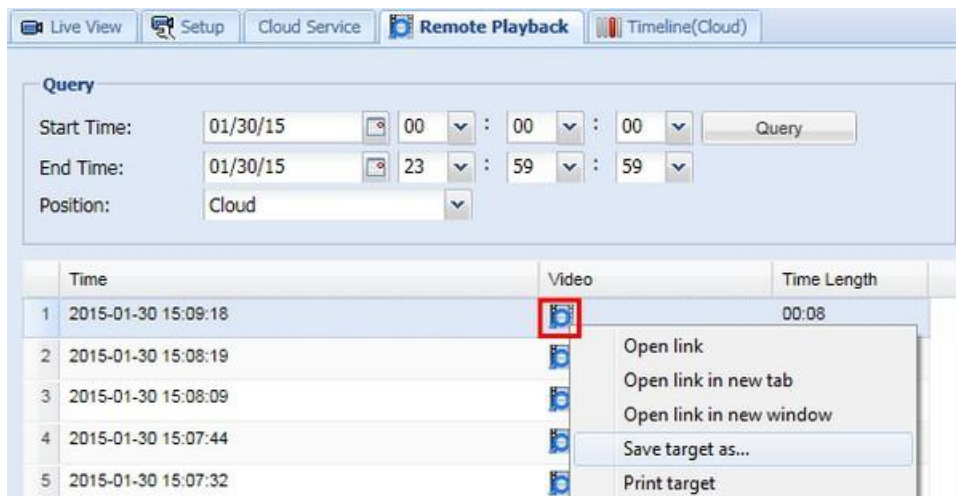 Live View Setup Cloud Service Remote Playback Timeline(Cloud)
Query
Start Time: 01/30/15 00 : 00 : 00 Query
End Time: 01/30/15 23 : 59 : 59
Position: Cloud
Time Video Time Length
1 2015-01-30 15:09:18 00:08
2 2015-01-30 15:08:19
3 2015-01-30 15:08:09
4 2015-01-30 15:07:44
5 2015-01-30 15:07:32
Open link
Open link in new tab
Open link in new window
Save target as...
Print target